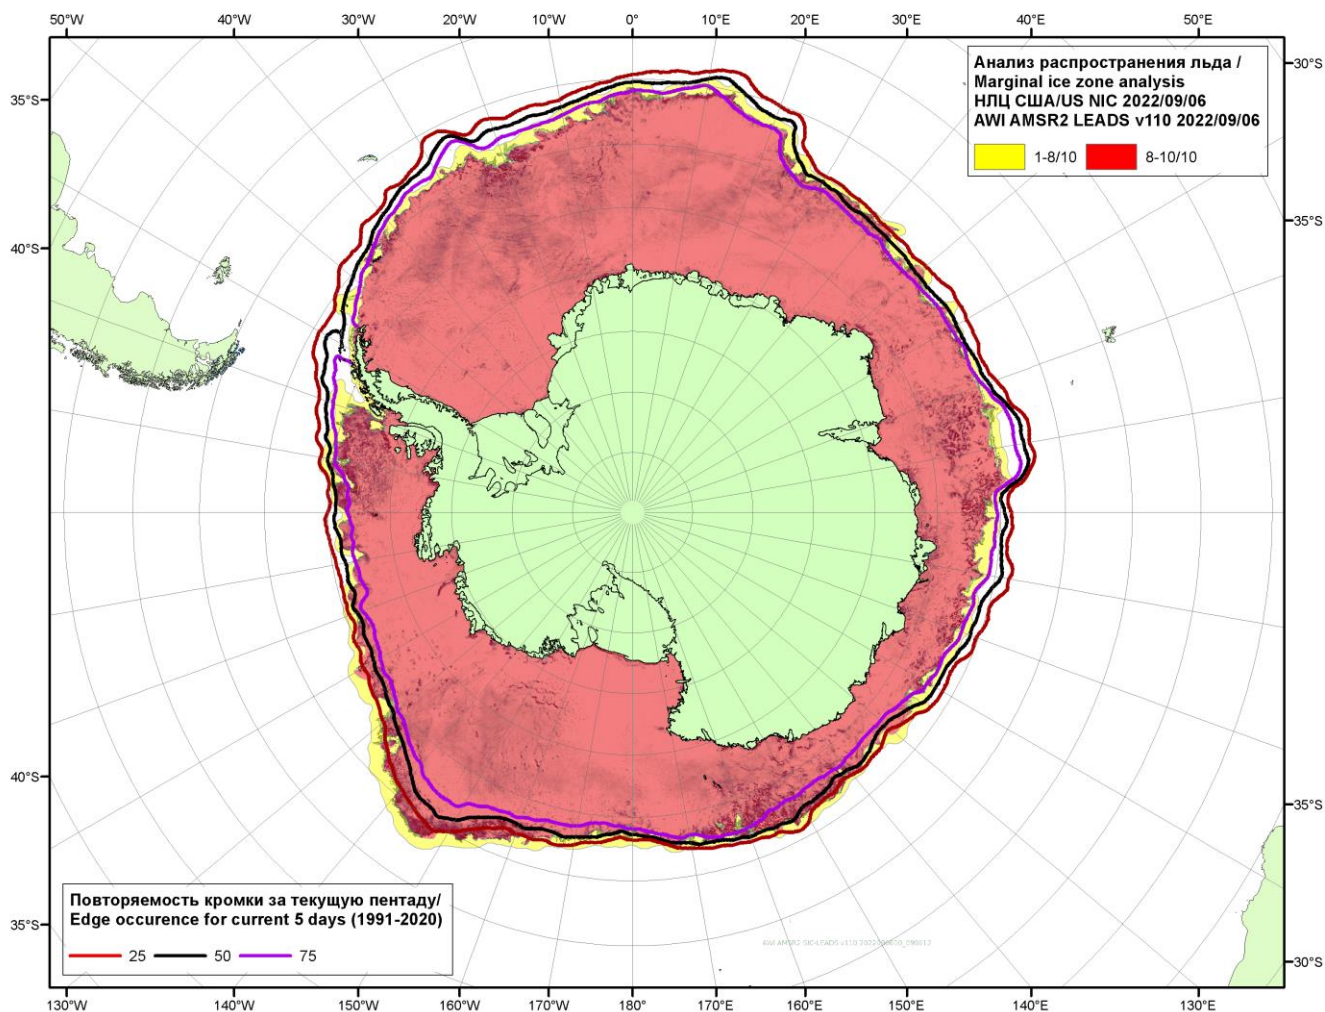 50°W 40°W 30°W 20°W 10°W 0° 10°E 20°E 30°E 40°E 50°E
30°S
35°S
40°S
35°S
Анализ распространения льда /
Marginal ice zone analysis
НЛЦ США/US NIC 2022/09/06
AWI AMSR2 LEADS v110 2022/09/06
1-8/10 8-10/10
40°S
35°S
35°S
30°S
Повторяемость кромки за текущую пентаду/
Edge occurence for current 5 days (1991-2020)
25 50 75
130°W 140°W 150°W 160°W 170°W 180° 170°E 160°E 150°E 140°E 130°E